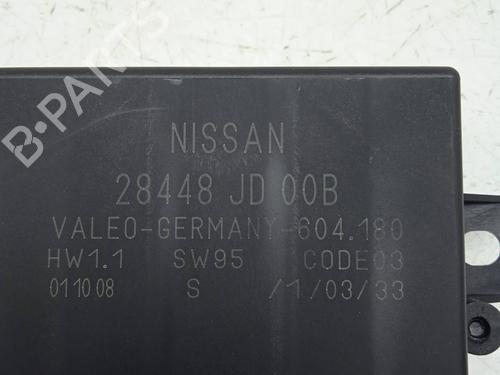 B-PARTS
NISSAN
28448 JD 00B
VALEO-GERMANY-604.180
HW1.1 SW95 CODE03
011008 S /1/03/33